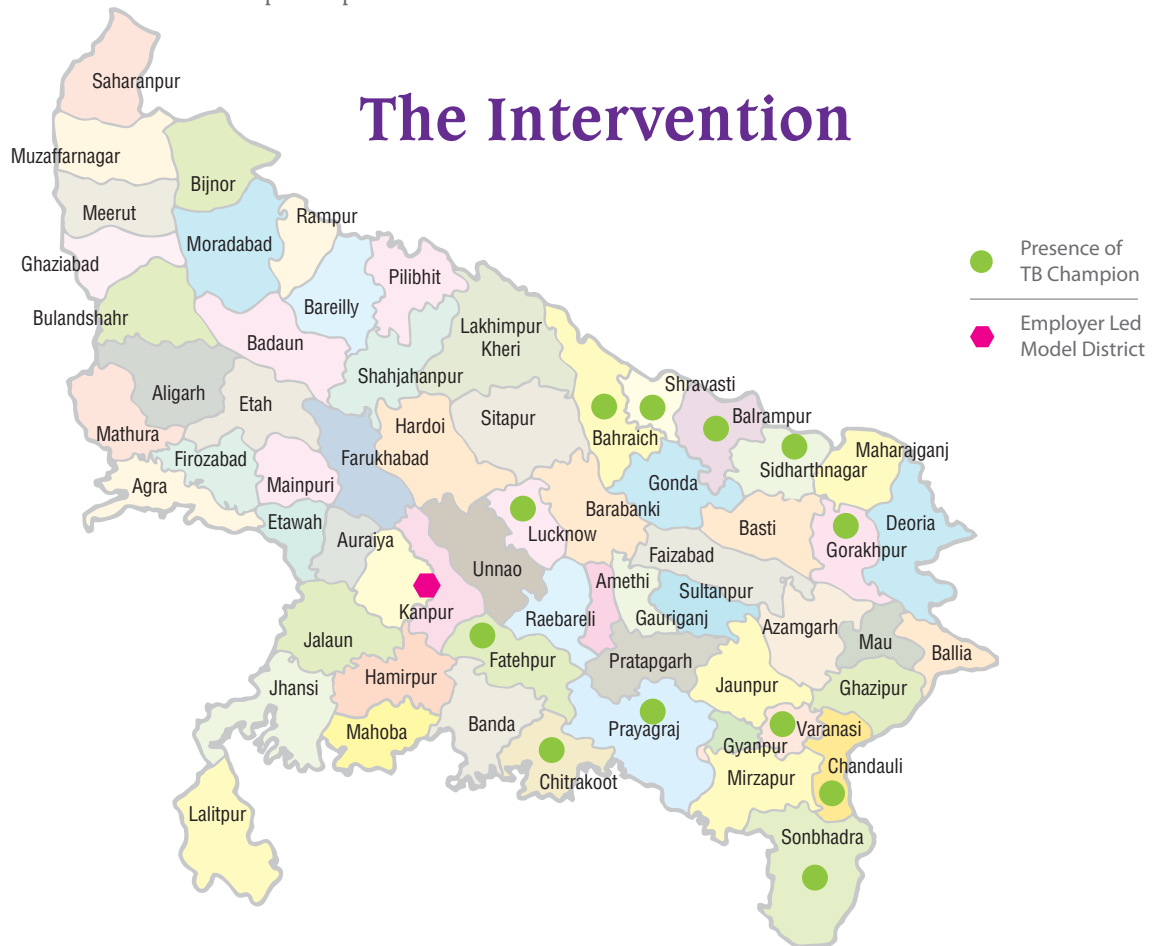 The Intervention
Saharanpur
Muzaffarnagar
Bijnor
Meerut
Rampur
Moradabad
Ghaziabad
Pilibhit
Bareilly
Bulandshahr
Badaun
Lakhimpur
Kheri
Shahjahanpur
Aligarh
Etah
Mathura
Hardoi
Sitapur
Shravasti
Balrampur
Bahraich
Firozabad
Farukhabad
Sidharthnagar
Maharajganj
Agra
Mainpuri
Gonda
Etawah
Barabanki
Lucknow
Basti
Deoria
Auraiya
Gorakhpur
Faizabad
Unnao
Amethi
Sultanpur
Kanpur
Raebareli
Gauriganj
Azamgarh
Jalaun
Mau
Ballia
Fatehpur
Pratapgarh
Hamirpur
Jaunpur
Ghazipur
Jhansi
Mahoba
Banda
Prayagraj
Varanasi
Gyanpur
Chandauli
Chitrakoot
Mirzapur
Lalitpur
Sonbhadra
Presence of
TB Champion
Employer Led
Model District